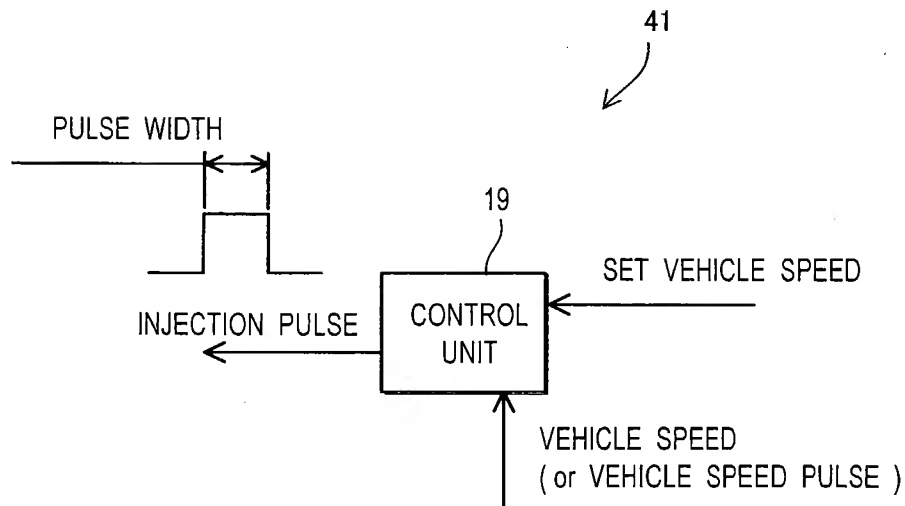 41
PULSE WIDTH
19
SET VEHICLE SPEED
CONTROL
UNIT
INJECTION PULSE
VEHICLE SPEED
( or VEHICLE SPEED PULSE )